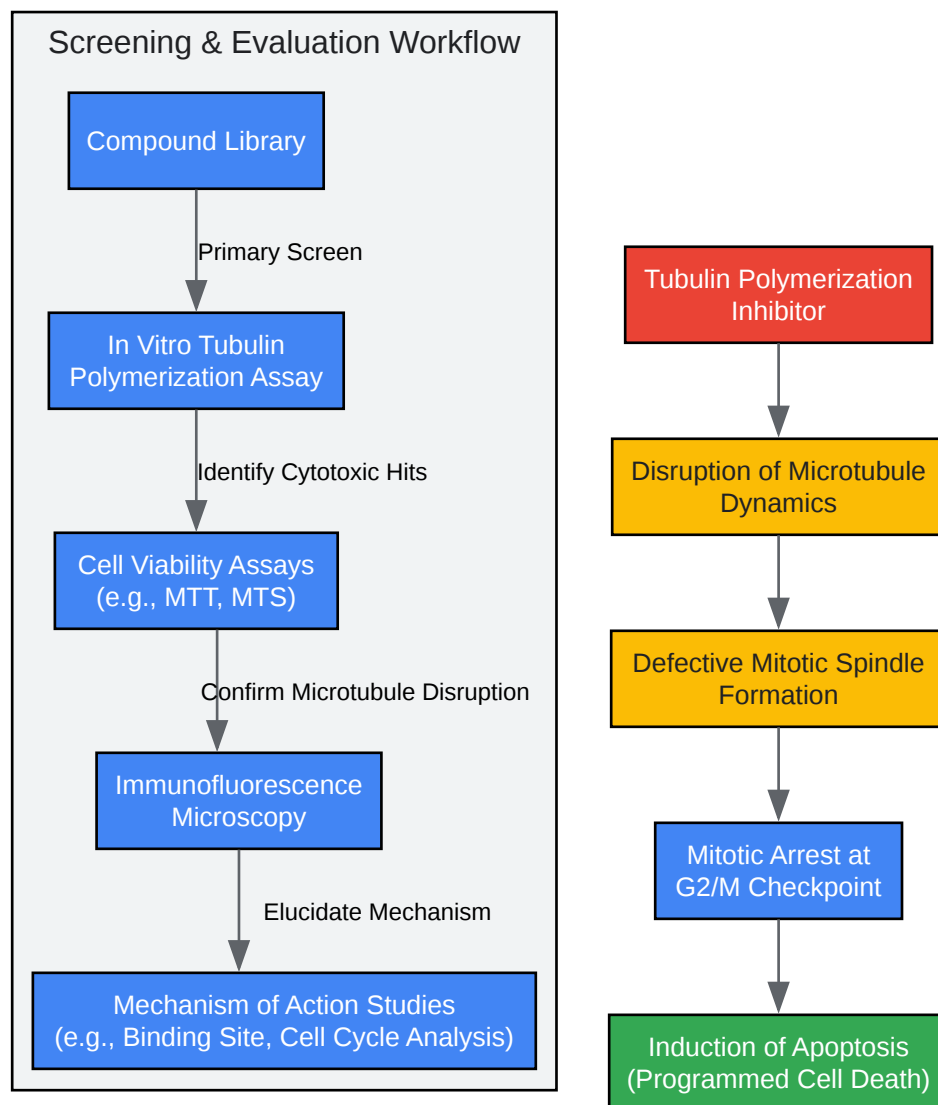 Screening & Evaluation Workflow
Compound Library
Primary Screen
In Vitro Tubulin
Polymerization Assay
Identify Cytotoxic Hits
Cell Viability Assays
(e.g., MTT, MTS)
Confirm Microtubule Disruption
Immunofluorescence
Microscopy
Elucidate Mechanism
Mechanism of Action Studies
(e.g., Binding Site, Cell Cycle Analysis)
Tubulin Polymerization
Inhibitor
Disruption of Microtubule
Dynamics
Defective Mitotic Spindle
Formation
Mitotic Arrest at
G2/M Checkpoint
Induction of Apoptosis
(Programmed Cell Death)